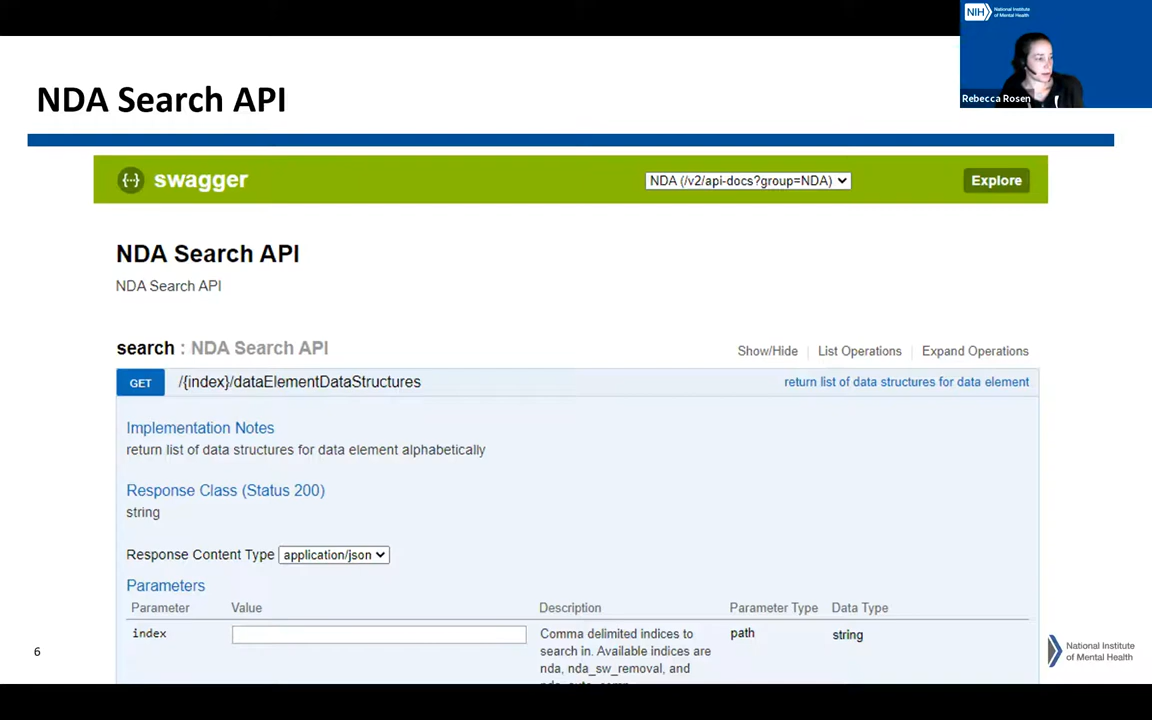 NIH
National Institute
of Mental Health
Rebecca Rosen
NDA Search API
swagger
NDA (/v2/api-docs?group=NDA)
Explore
NDA Search API
NDA Search API
search : NDA Search API
Show/Hide
List Operations
Expand Operations
GET
/{index}/dataElementDataStructures
return list of data structures for data element
Implementation Notes
return list of data structures for data element alphabetically
Response Class (Status 200)
string
Response Content Type application/json
Parameters
Parameter Value Description Parameter Type Data Type
index
Comma delimited indices to
search in. Available indices are
nda, nda_sw_removal, and
path
string
6
National Institute
of Mental Health